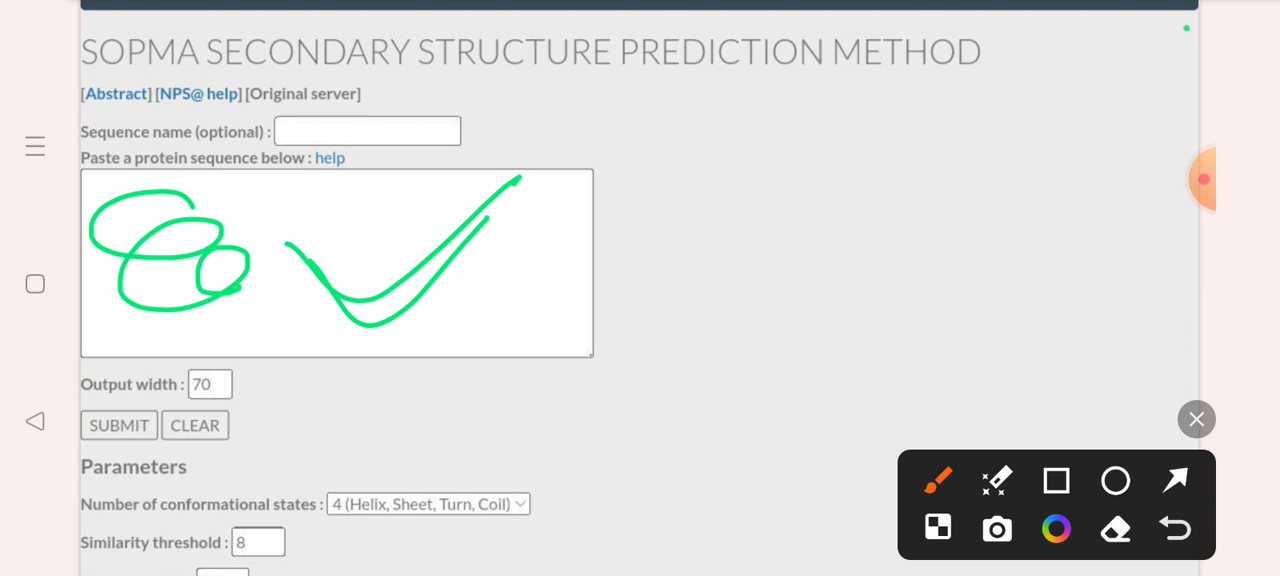 SOPMA SECONDARY STRUCTURE PREDICTION METHOD
[Abstract] [NPS@ help] [Original server]
Sequence name (optional) :
Paste a protein sequence below : help
Output width : 70
SUBMIT CLEAR
Parameters
Number of conformational states : 4 (Helix, Sheet, Turn, Coil)
Similarity threshold : 8